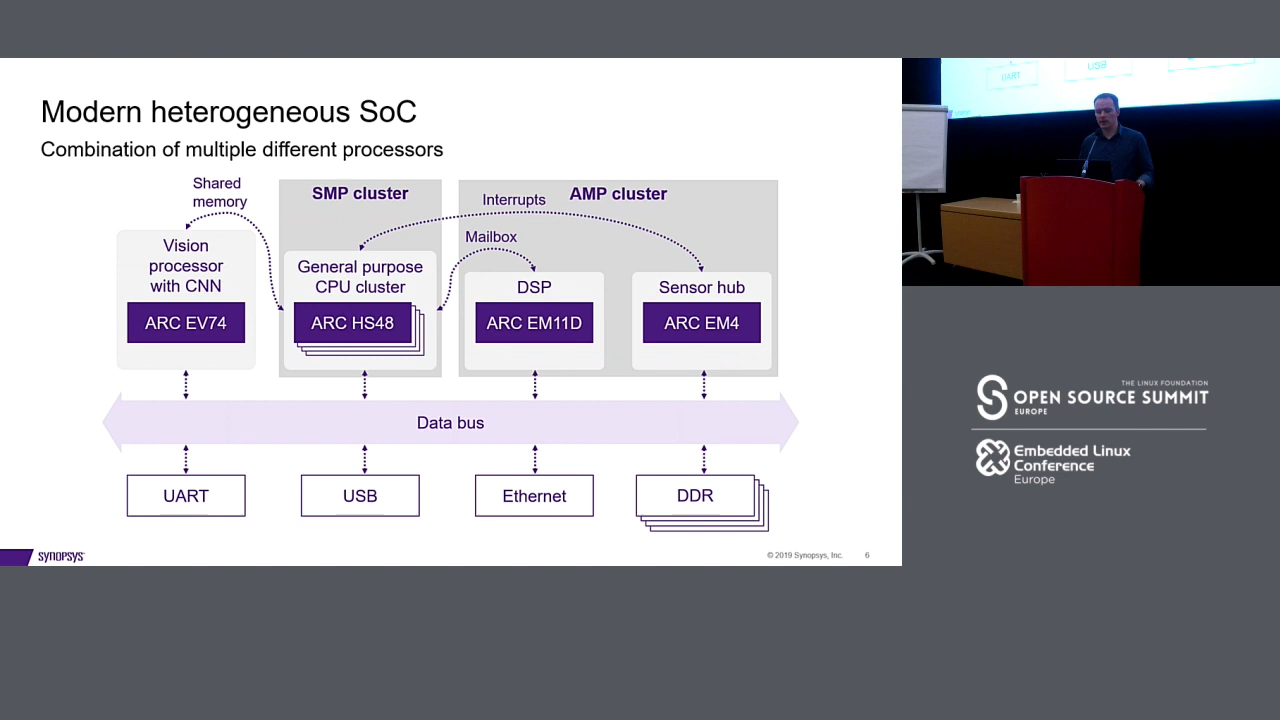 Modern heterogeneous SoC
Combination of multiple different processors
Shared
memory
SMP cluster
AMP cluster
Interrupts
Mailbox
Vision
processor
with CNN
ARC EV74
General purpose
CPU cluster
ARC HS48
DSP
ARC EM11D
Sensor hub
ARC EM4
Data bus
UART
USB
Ethernet
DDR
SYNOPSYS
© 2019 Synopsys, Inc.
6
UART
USB
THE LINUX FOUNDATION
OPEN SOURCE SUMMIT
EUROPE
Embedded Linux
Conference
Europe